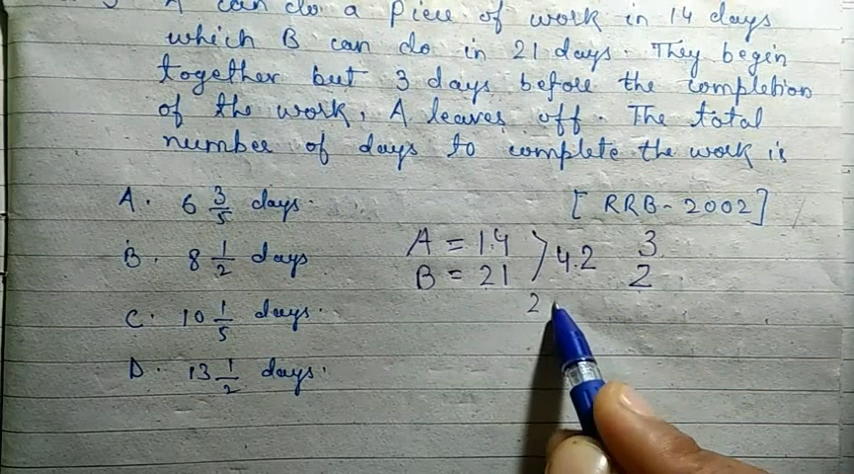 A can do a Piece of work in 14 days
which B can do in 21 days. They begin
together but 3 days before the completion
of the work, A leaves off. The total
number of days to complete the work is
A. 6 3/5 days.
[RRB-2002]
B. 8 1/2 days
A = 14 > 42 3
B = 21 2
2
C. 10 1/5 days.
D. 13 1/2 days.